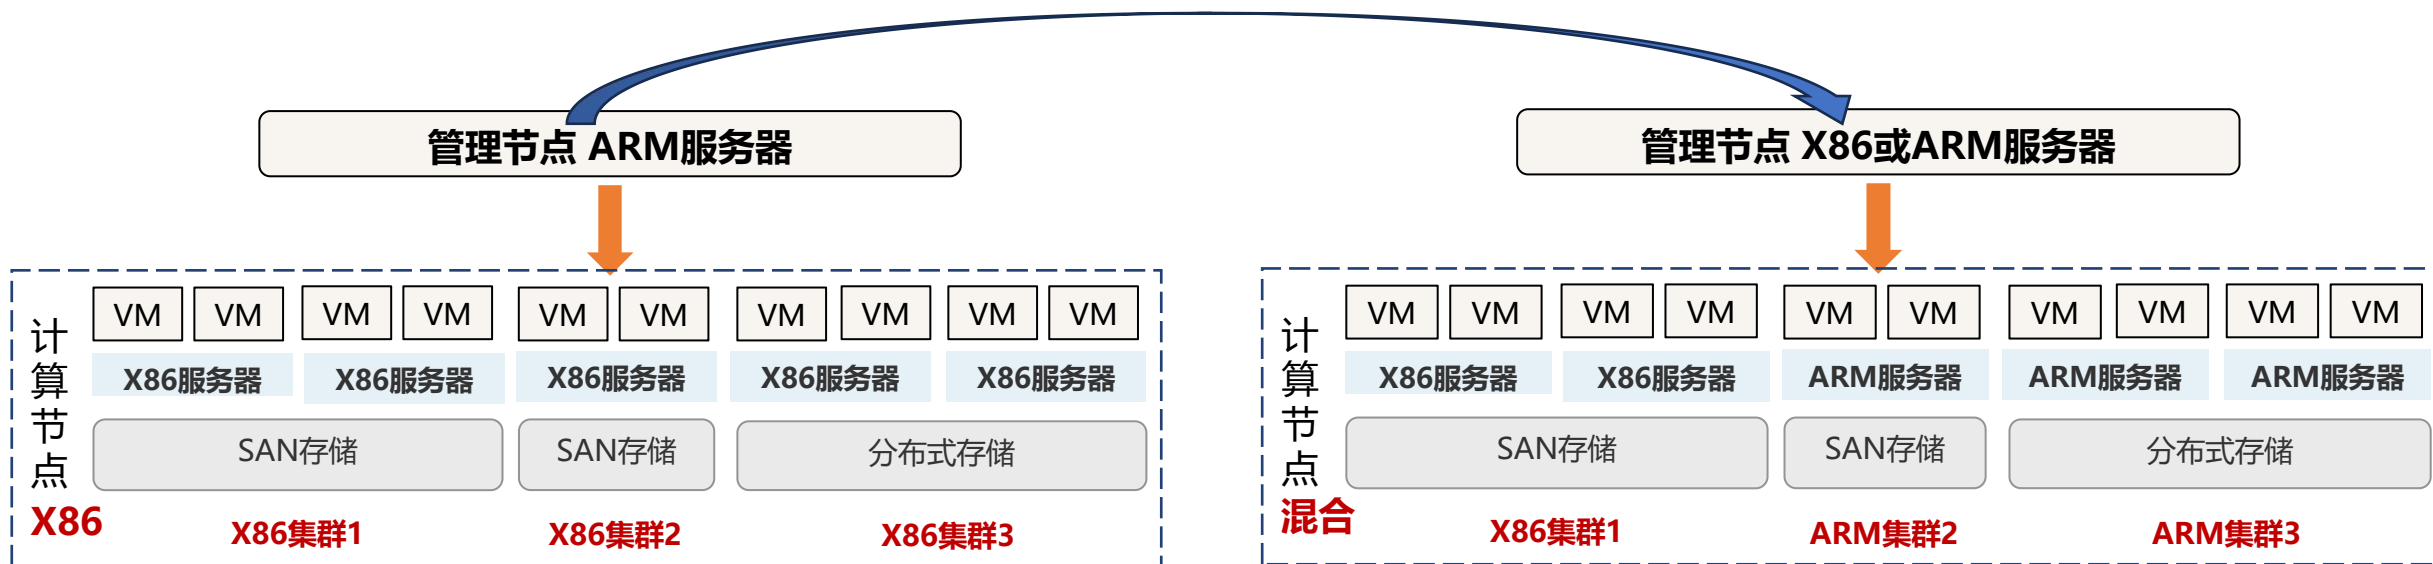 管理节点 ARM服务器
VM VM VM VM VM VM VM VM VM VM
计算节点
X86
X86服务器 X86服务器 X86服务器 X86服务器 X86服务器
SAN存储 SAN存储 分布式存储
X86集群1 X86集群2 X86集群3
管理节点 X86或ARM服务器
VM VM VM VM VM VM VM VM VM VM
计算节点
混合
X86服务器 X86服务器 ARM服务器 ARM服务器 ARM服务器
SAN存储 SAN存储 分布式存储
X86集群1 ARM集群2 ARM集群3